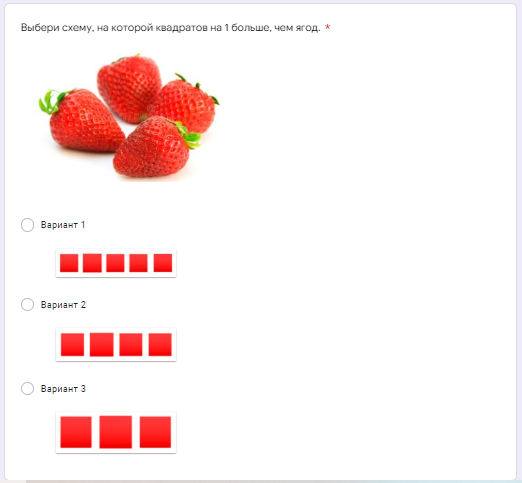 Выбери схему, на которой квадратов на 1 больше, чем ягод. *
Вариант 1
Вариант 2
Вариант 3